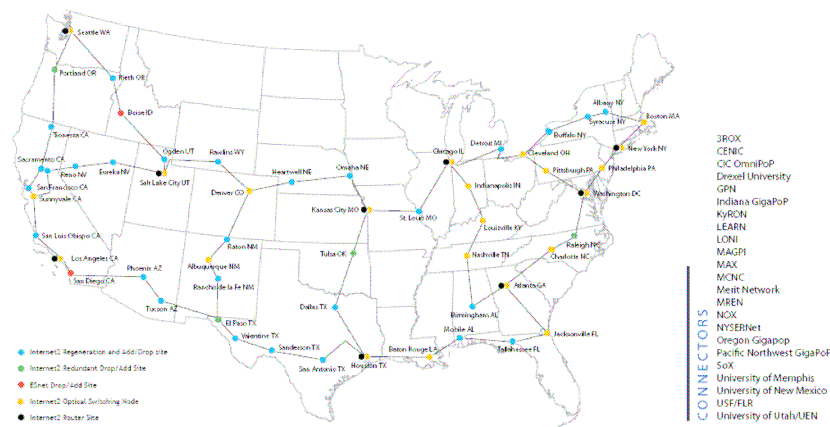 Seattle WA
Portland OR
Rieth OR
Boise ID
Tionesta CA
Sacramento CA
Reno NV
Eureka NV
Ogden UT
Salt Lake City UT
Rawlins WY
San Francisco CA
Sunnyvale CA
San Luis Obispo CA
Los Angeles CA
San Diego CA
Phoenix AZ
Tucson AZ
Denver CO
Heartwell NE
Omaha NE
Kansas City MO
St. Louis MO
Raton NM
Albuquerque NM
Rancho de la Fe NM
El Paso TX
Valentine TX
Sanderson TX
San Antonio TX
Houston TX
Dallas TX
Tulsa OK
Chicago IL
Detroit MI
Indianapolis IN
Louisville KY
Nashville TN
Birmingham AL
Mobile AL
Baton Rouge LA
Tallahassee FL
Jacksonville FL
Atlanta GA
Charlotte NC
Raleigh NC
Washington DC
Philadelphia PA
Pittsburgh PA
Cleveland OH
Buffalo NY
Syracuse NY
Albany NY
Boston MA
New York NY
Internet2 Regeneration and Add/Drop site
Internet2 Redundant Drop/Add Site
ESnet Drop/Add Site
Internet2 Optical Switching Node
Internet2 Router Site
CONNECTORS
3ROX
CENIC
CIC OmniPoP
Drexel University
GPN
Indiana GigaPoP
KyRON
LEARN
LONI
MAGPI
MAX
MCNC
Merit Network
MREN
NOX
NYSERNet
Oregon Gigapop
Pacific Northwest GigaPoP
SoX
University of Memphis
University of New Mexico
USF/FLR
University of Utah/UEN